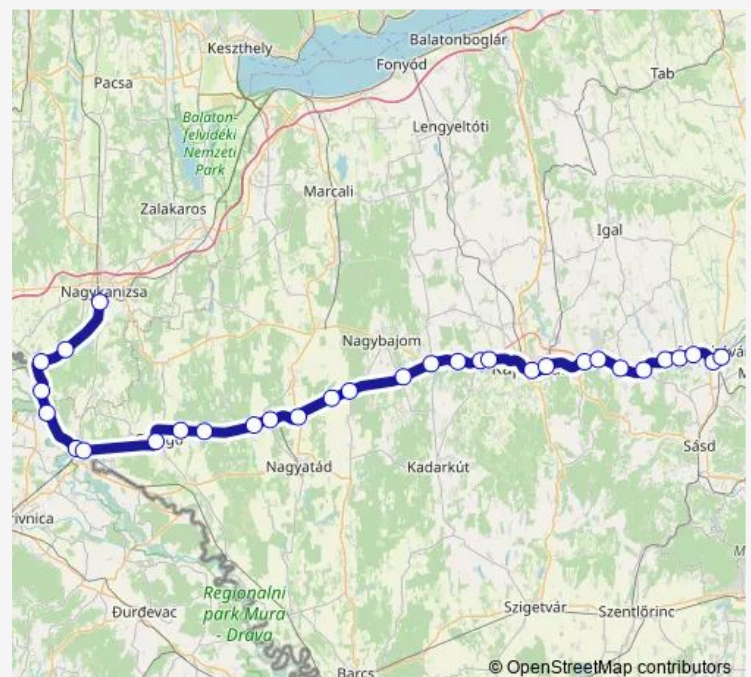 Keszthely
Balatonboglár
Fonyód
Tab
Pacsa
Balaton-
felvidéki
Nemzeti
Park
Lengyeltóti
Marcali
Zalakaros
Igal
Nagykanizsa
Nagybajom
Sásd
Nagyatád
Kadarkút
ivnica
Regionalni
park Mura
- Drava
Đurđevac
Szigetvár
Szentlőrinc
Barcs
© OpenStreetMap contributors